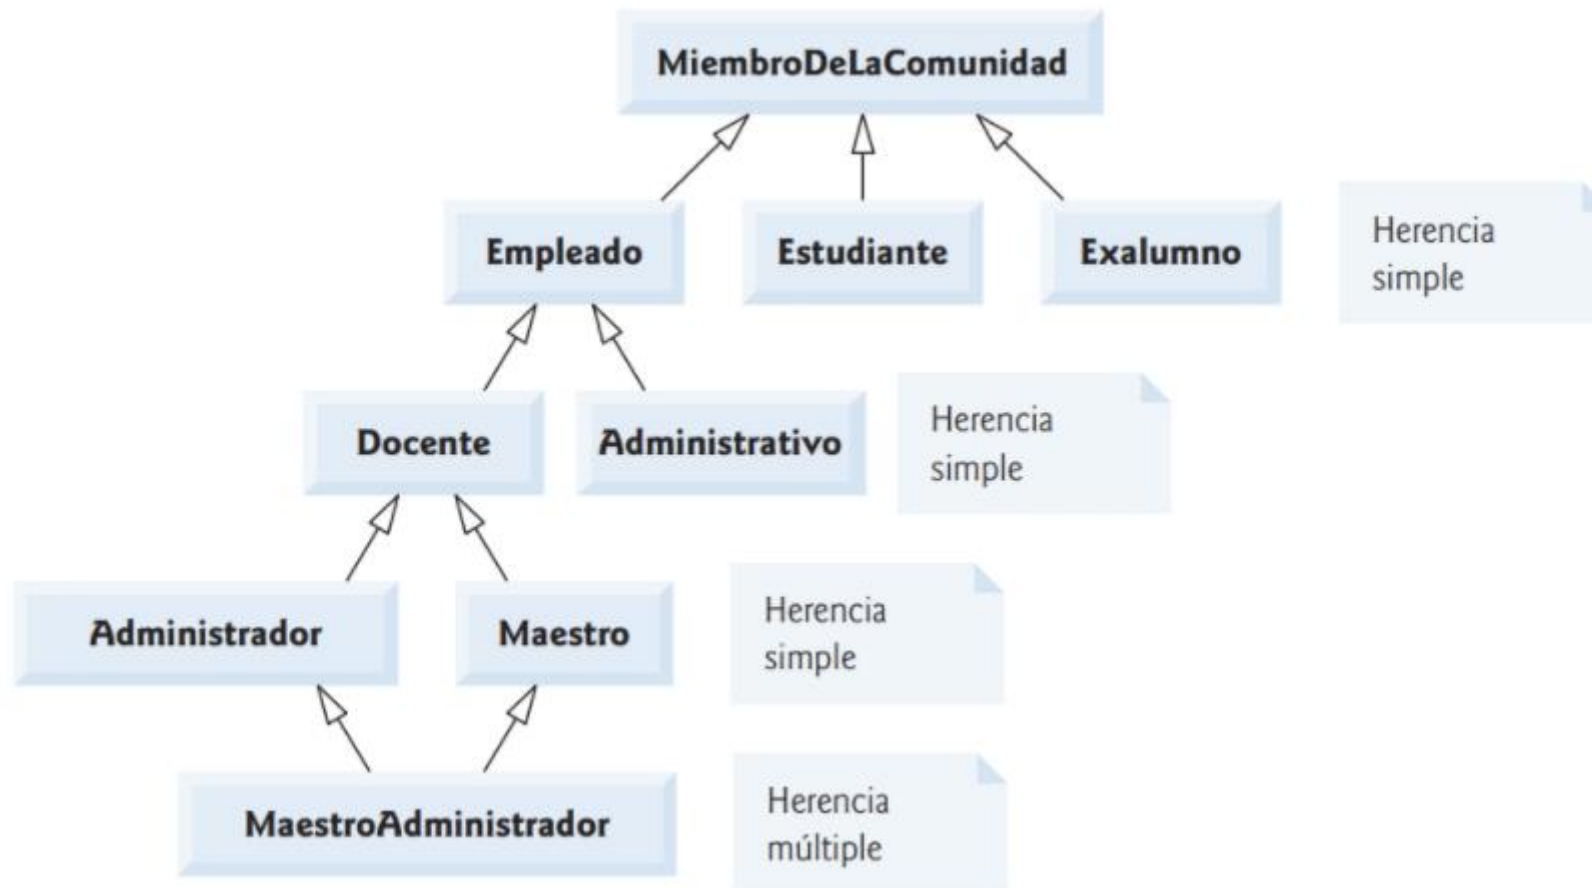 MiembroDeLaComunidad
Empleado
Estudiante
Exalumno
Herencia
simple
Docente
Administrativo
Herencia
simple
Administrador
Maestro
Herencia
simple
MaestroAdministrador
Herencia
múltiple